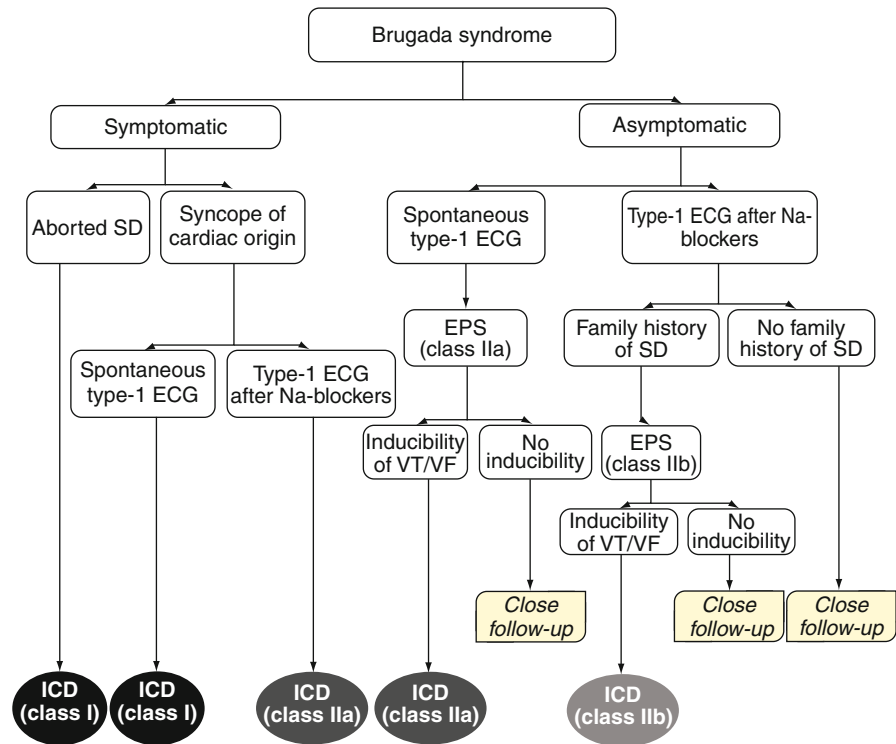 Brugada syndrome
Symptomatic
Asymptomatic
Aborted SD
Syncope of
cardiac origin
Spontaneous
type-1 ECG
Type-1 ECG after Na-
blockers
EPS
(class IIa)
Family history
of SD
No family
history of SD
Spontaneous
type-1 ECG
Type-1 ECG
after Na-blockers
Inducibility
of VT/VF
No
inducibility
EPS
(class IIb)
Inducibility
of VT/VF
No
inducibility
Close
follow-up
Close
follow-up
Close
follow-up
ICD
(class I)
ICD
(class I)
ICD
(class IIa)
ICD
(class IIa)
ICD
(class IIb)